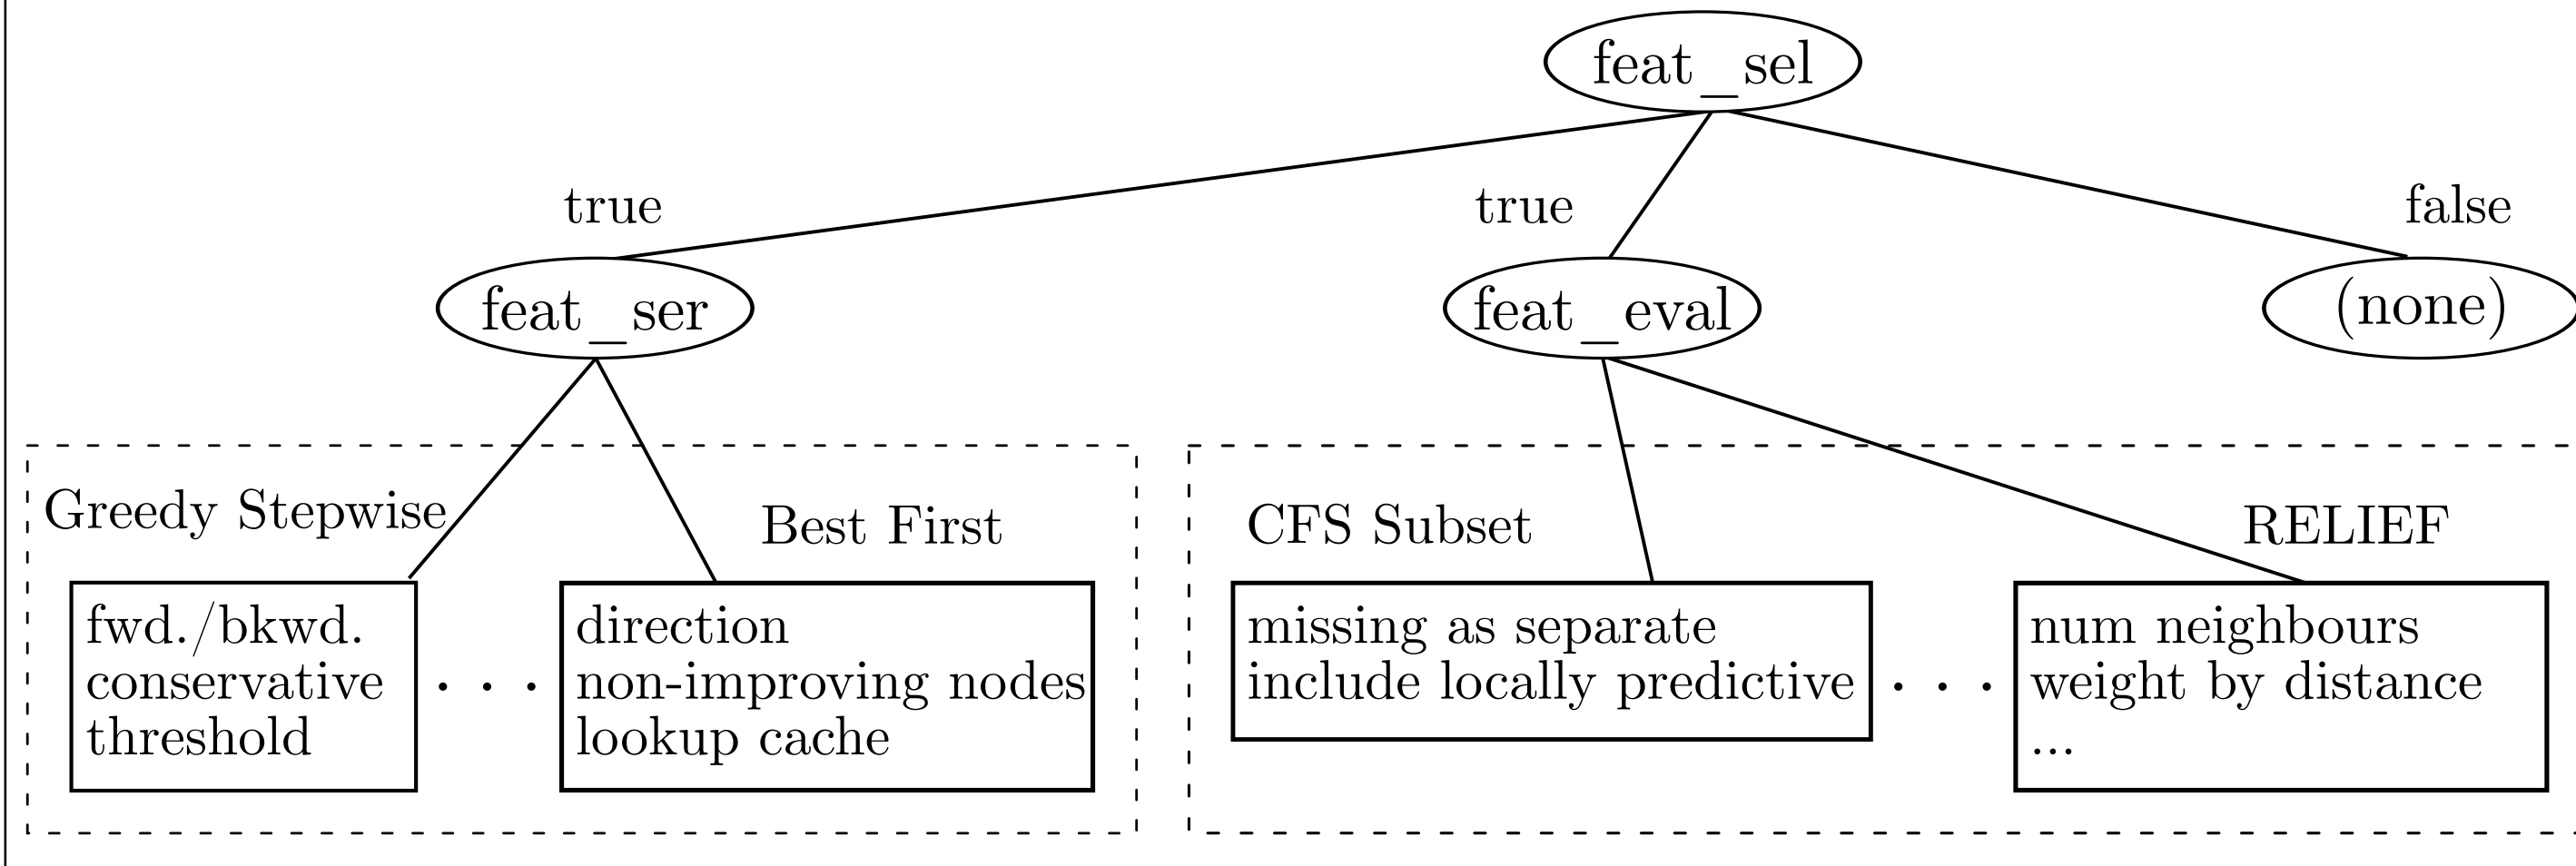 feat_sel
true
true
false
feat_ser
feat_eval
(none)
Greedy Stepwise
Best First
CFS Subset
RELIEF
fwd./bkwd.
conservative
threshold
. . .
direction
non-improving nodes
lookup cache
missing as separate
include locally predictive
. . .
num neighbours
weight by distance
...